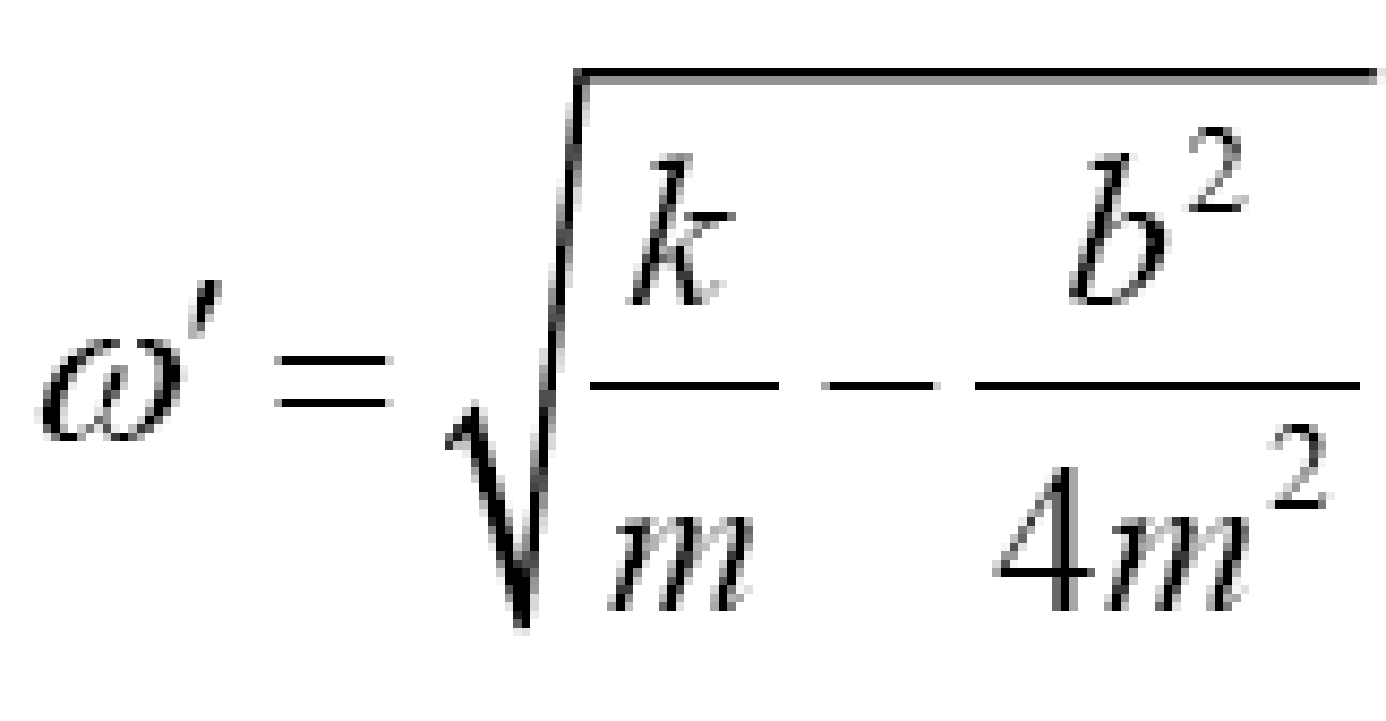 ω′ = √(k/m − b²/4m²)